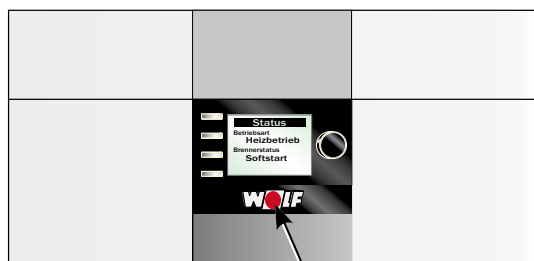 Status
Betriebsart
Heizbetrieb
Brennerstatus
Softstart
WOLF